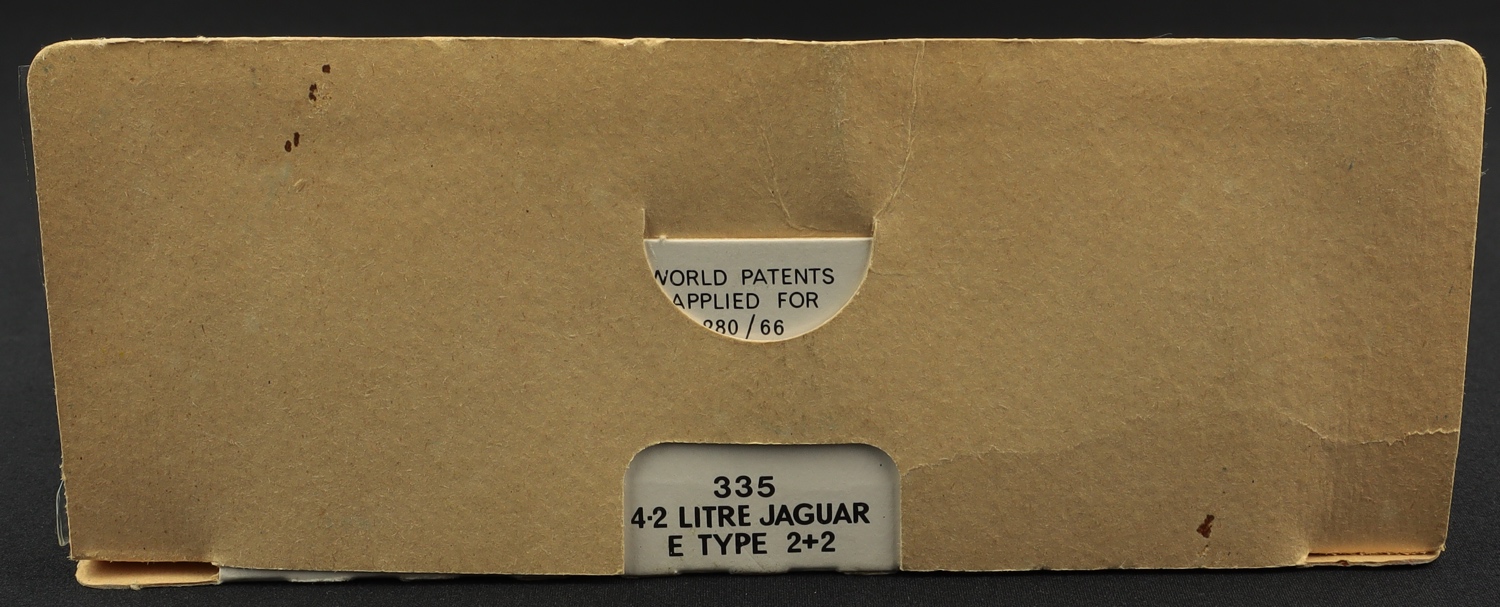 WORLD PATENTS
APPLIED FOR
280/66
335
4·2 LITRE JAGUAR
E TYPE 2+2